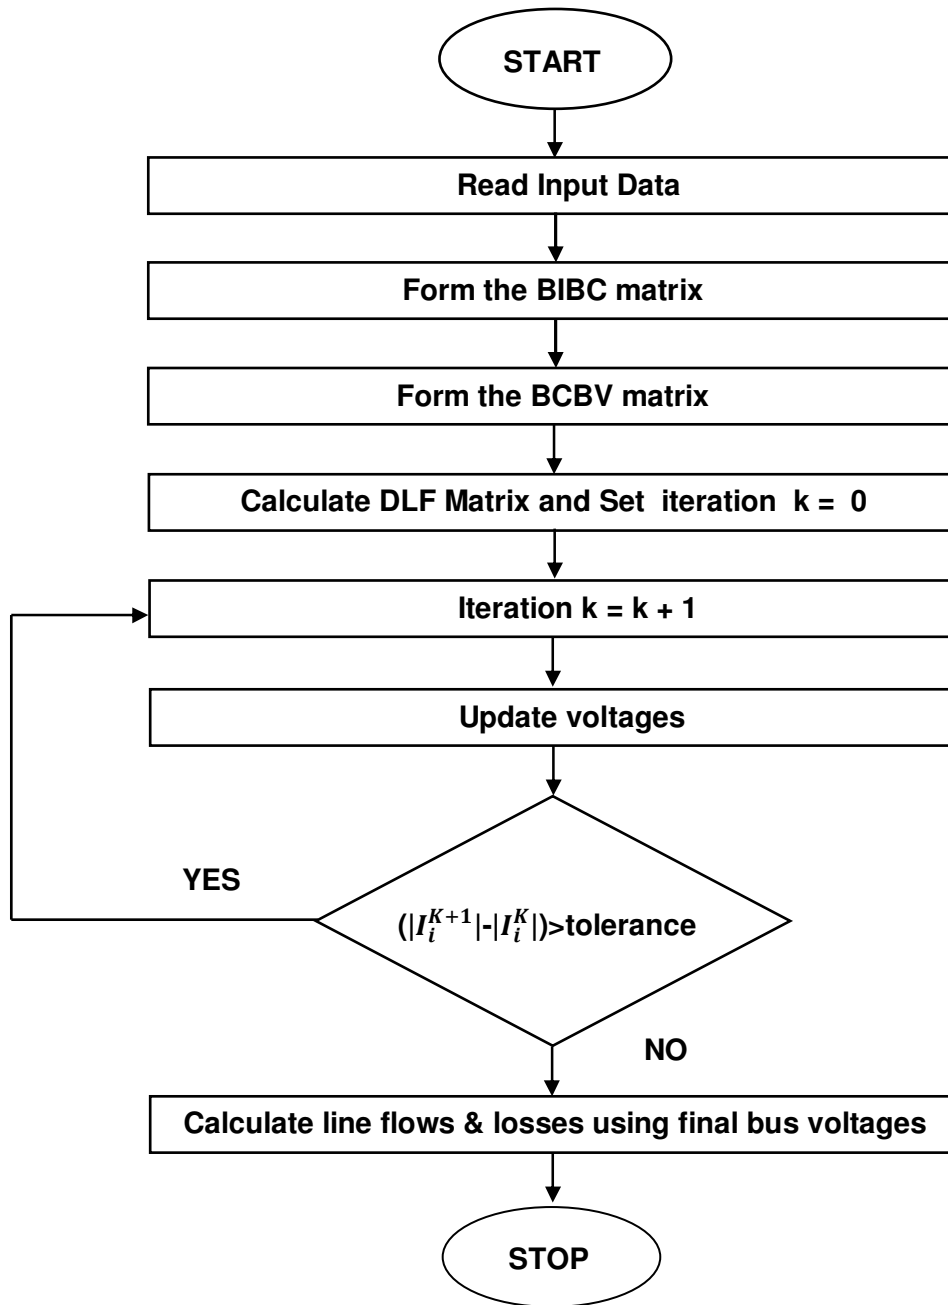 START
Read Input Data
Form the BIBC matrix
Form the BCBV matrix
Calculate DLF Matrix and Set iteration k = 0
Iteration k = k + 1
Update voltages
YES
(|I_i^{K+1}|-|I_i^K|)>tolerance
NO
Calculate line flows & losses using final bus voltages
STOP